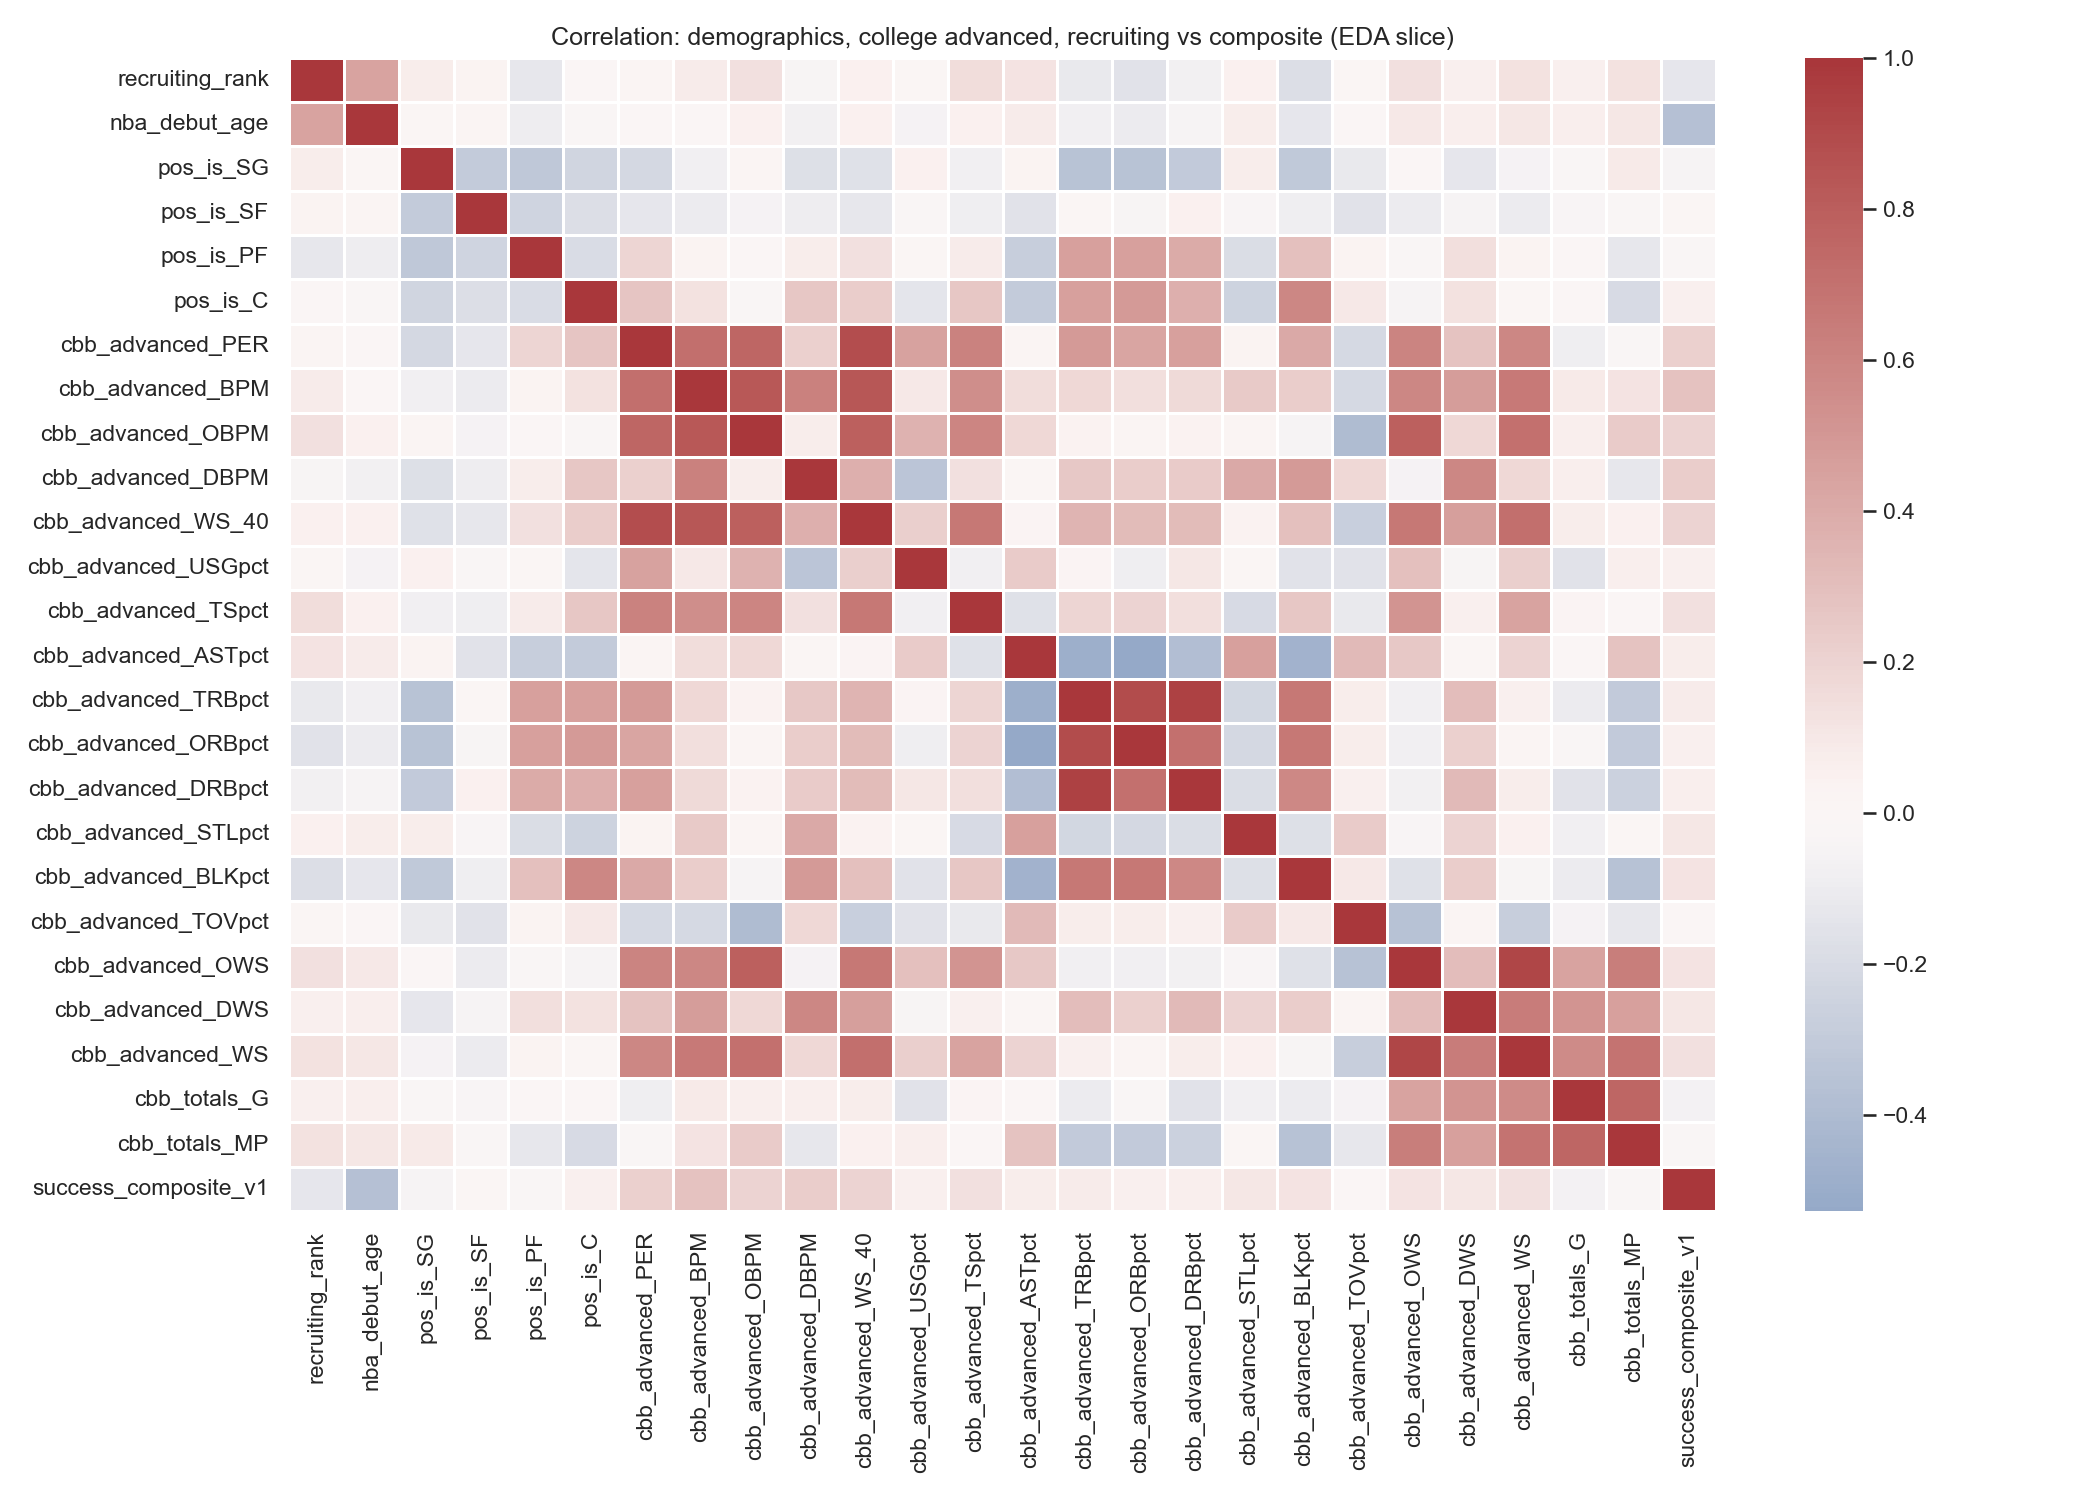 Correlation: demographics, college advanced, recruiting vs composite (EDA slice)
recruiting_rank
nba_debut_age
pos_is_SG
pos_is_SF
pos_is_PF
pos_is_C
cbb_advanced_PER
cbb_advanced_BPM
cbb_advanced_OBPM
cbb_advanced_DBPM
cbb_advanced_WS_40
cbb_advanced_USGpct
cbb_advanced_TSpct
cbb_advanced_ASTpct
cbb_advanced_TRBpct
cbb_advanced_ORBpct
cbb_advanced_DRBpct
cbb_advanced_STLpct
cbb_advanced_BLKpct
cbb_advanced_TOVpct
cbb_advanced_OWS
cbb_advanced_DWS
cbb_advanced_WS
cbb_totals_G
cbb_totals_MP
success_composite_v1
recruiting_rank
nba_debut_age
pos_is_SG
pos_is_SF
pos_is_PF
pos_is_C
cbb_advanced_PER
cbb_advanced_BPM
cbb_advanced_OBPM
cbb_advanced_DBPM
cbb_advanced_WS_40
cbb_advanced_USGpct
cbb_advanced_TSpct
cbb_advanced_ASTpct
cbb_advanced_TRBpct
cbb_advanced_ORBpct
cbb_advanced_DRBpct
cbb_advanced_STLpct
cbb_advanced_BLKpct
cbb_advanced_TOVpct
cbb_advanced_OWS
cbb_advanced_DWS
cbb_advanced_WS
cbb_totals_G
cbb_totals_MP
success_composite_v1
1.0
0.8
0.6
0.4
0.2
0.0
−0.2
−0.4